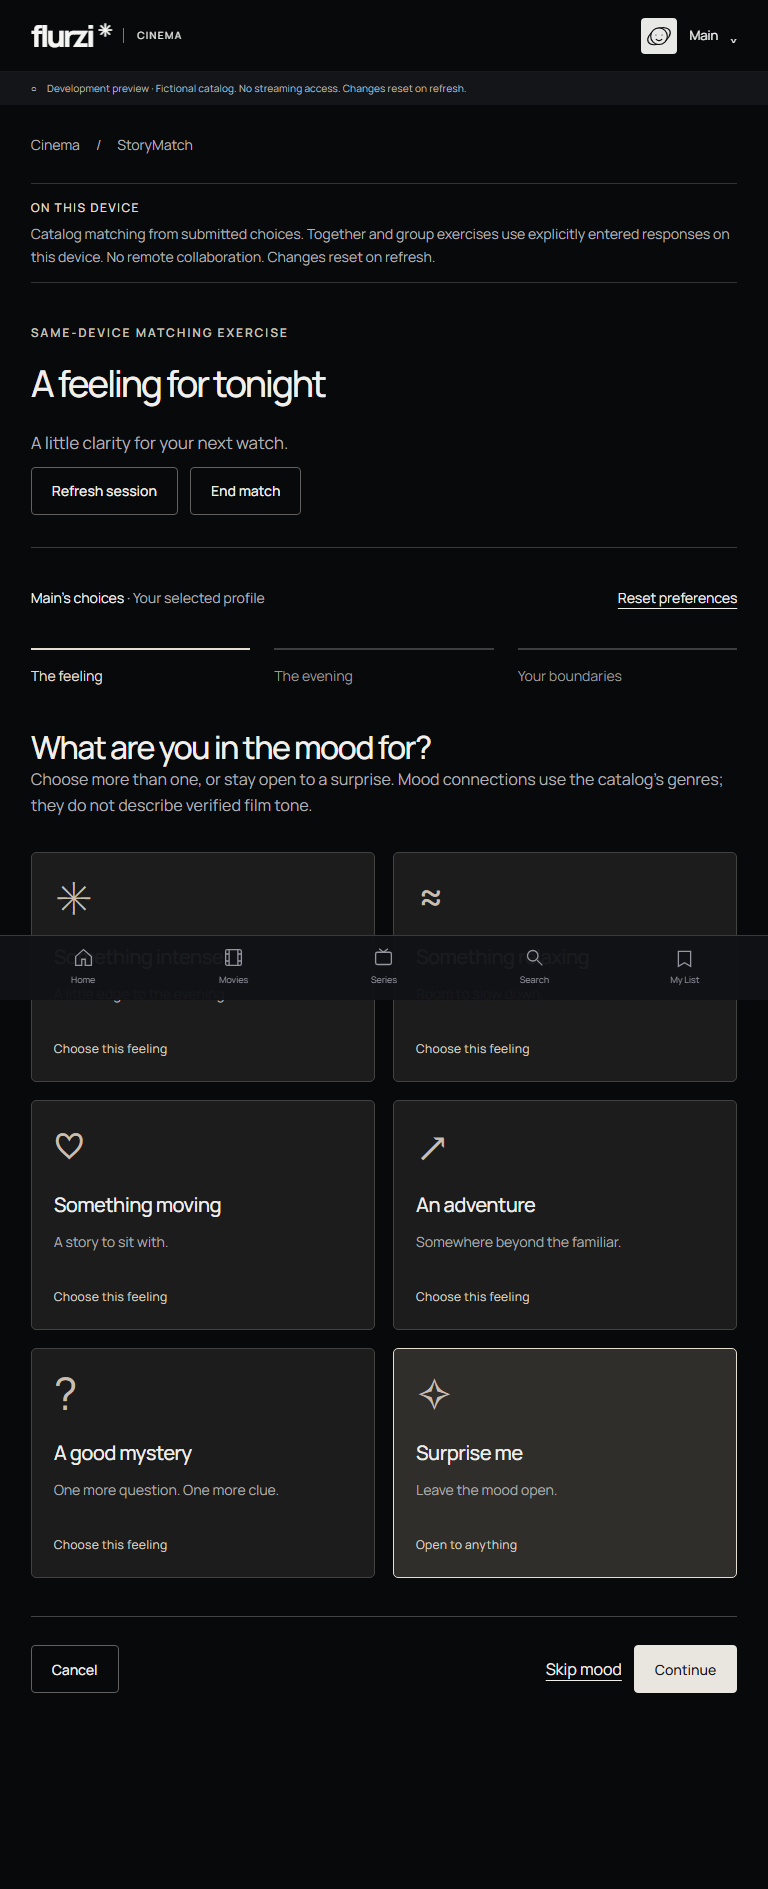 flurzi* CINEMA
Main
Development preview · Fictional catalog. No streaming access. Changes reset on refresh.
Cinema / StoryMatch
ON THIS DEVICE
Catalog matching from submitted choices. Together and group exercises use explicitly entered responses on
this device. No remote collaboration. Changes reset on refresh.
SAME-DEVICE MATCHING EXERCISE
A feeling for tonight
A little clarity for your next watch.
Refresh session End match
Main's choices · Your selected profile Reset preferences
The feeling The evening Your boundaries
What are you in the mood for?
Choose more than one, or stay open to a surprise. Mood connections use the catalog's genres;
they do not describe verified film tone.
Something intense Something relaxing
Home Movies Series Search My List
Choose this feeling Choose this feeling
Something moving An adventure
A story to sit with. Somewhere beyond the familiar.
Choose this feeling Choose this feeling
? 
A good mystery Surprise me
One more question. One more clue. Leave the mood open.
Choose this feeling Open to anything
Cancel Skip mood Continue